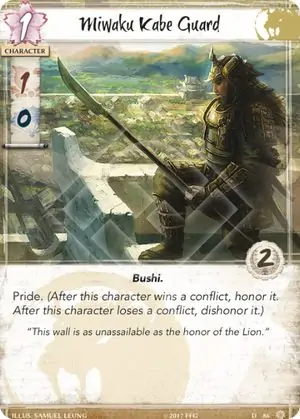 1
Miwaku Kabe Guard
CHARACTER
1
0
2
Bushi.
Pride. (After this character wins a conflict, honor it.
After this character loses a conflict, dishonor it.)
"This wall is as unassailable as the honor of the Lion."
ILLUS: SAMUEL LEUNG ©2017 FFG D 86